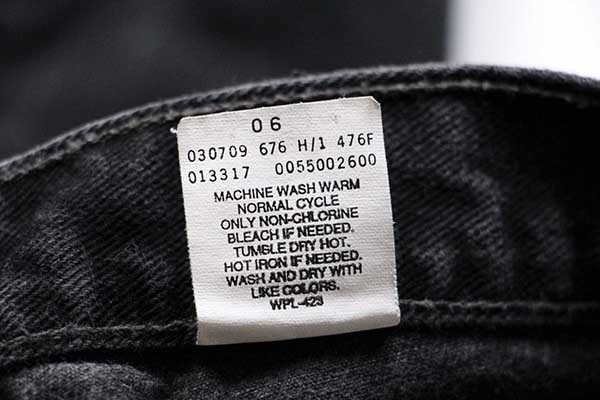 06
030709 676 H/1 476F
013317 0055002600
MACHINE WASH WARM
NORMAL CYCLE
ONLY NON-CHLORINE
BLEACH IF NEEDED.
TUMBLE DRY HOT.
HOT IRON IF NEEDED.
WASH AND DRY WITH
LIKE COLORS.
WPL-423